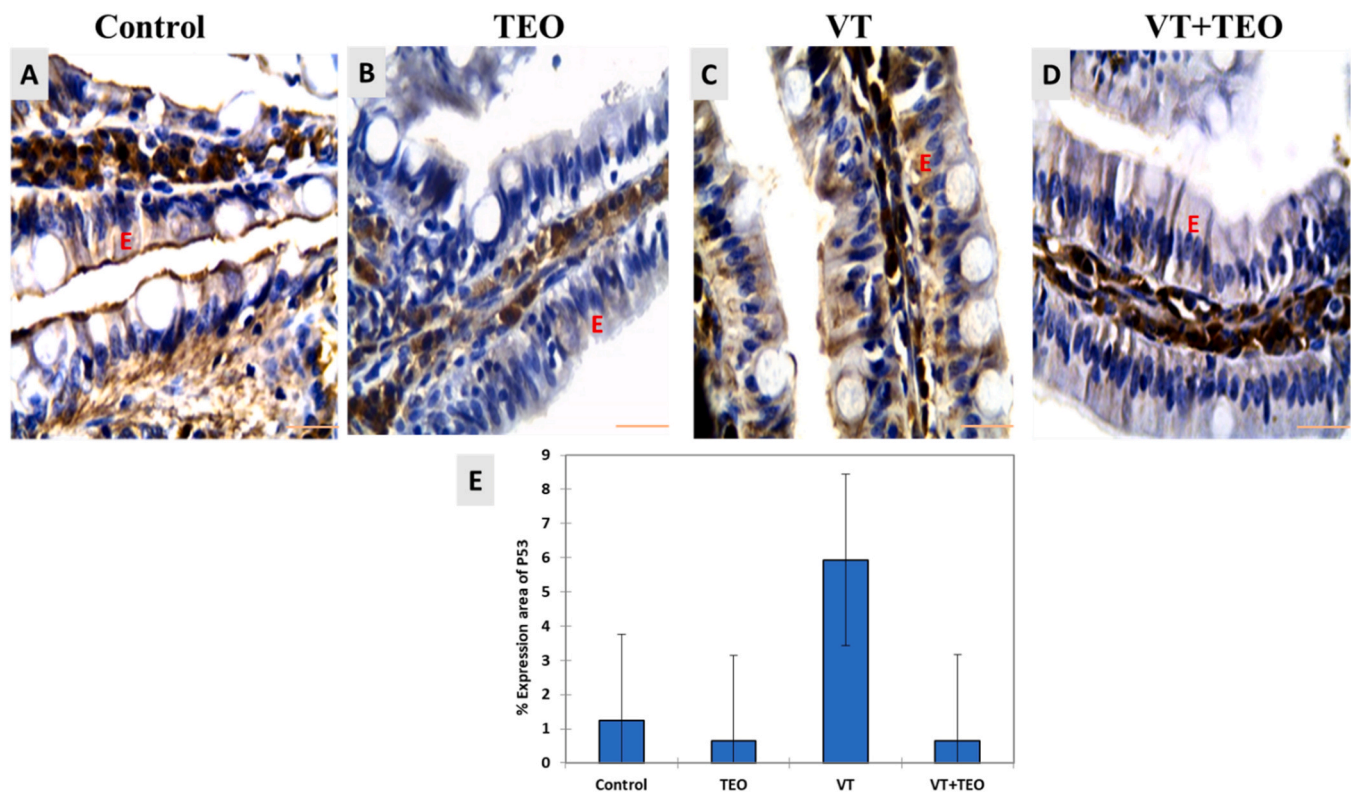 Control TEO VT VT+TEO
A B C D
E
E
E
E
E
% Expression area of P53
9
8
7
6
5
4
3
2
1
0
Control TEO VT VT+TEO